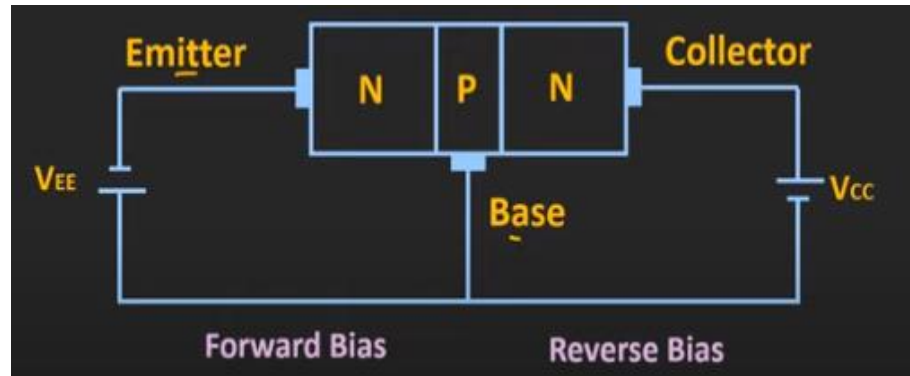 Emitter
Collector
N P N
VEE
VCC
Base
Forward Bias
Reverse Bias